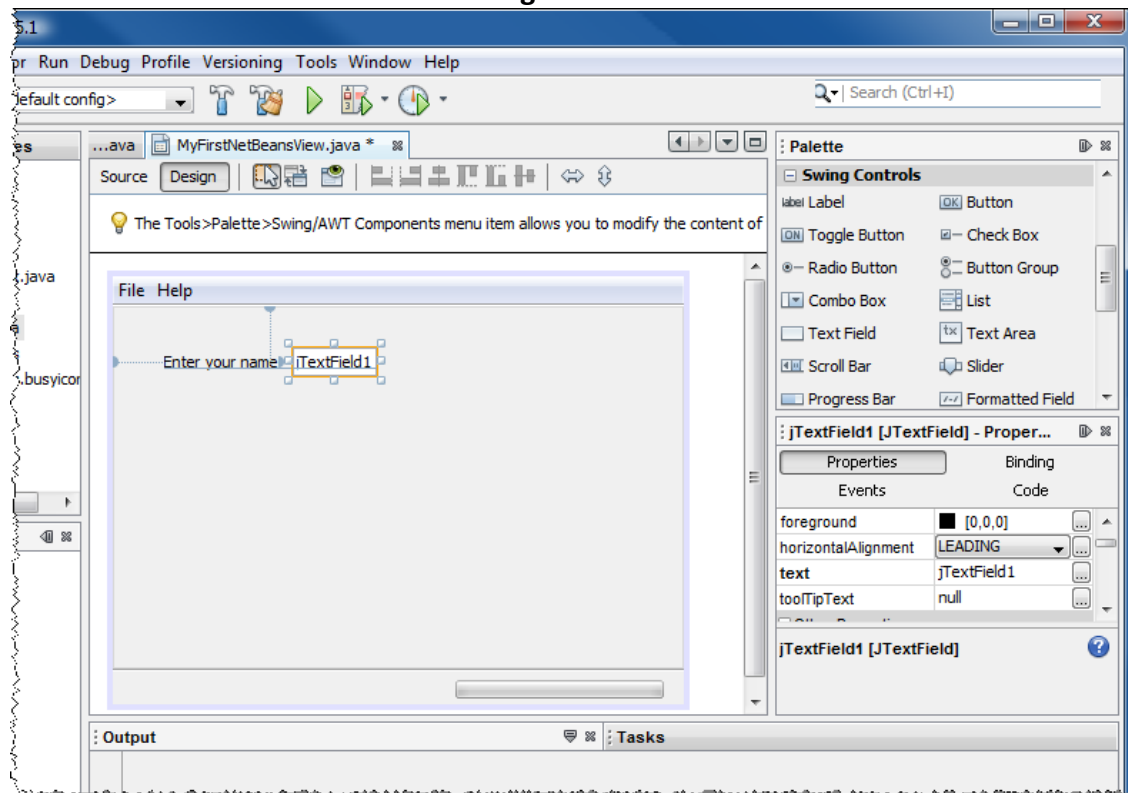 5.1
or Run Debug Profile Versioning Tools Window Help
default config>
Search (Ctrl+I)
es
...ava MyFirstNetBeansView.java *
Palette
Source Design
Swing Controls
label Label
OK Button
The Tools>Palette>Swing/AWT Components menu item allows you to modify the content of
ON Toggle Button
Check Box
.java
Radio Button
Button Group
File Help
Combo Box
List
a
Text Field
tx Text Area
Enter your name
jTextField1
Scroll Bar
Slider
.busyicon
Progress Bar
Formatted Field
jTextField1 [JTextField] - Proper...
Properties Binding
Events Code
foreground [0,0,0] ...
horizontalAlignment LEADING ...
text jTextField1 ...
toolTipText null ...
jTextField1 [JTextField]
?
Output
Tasks